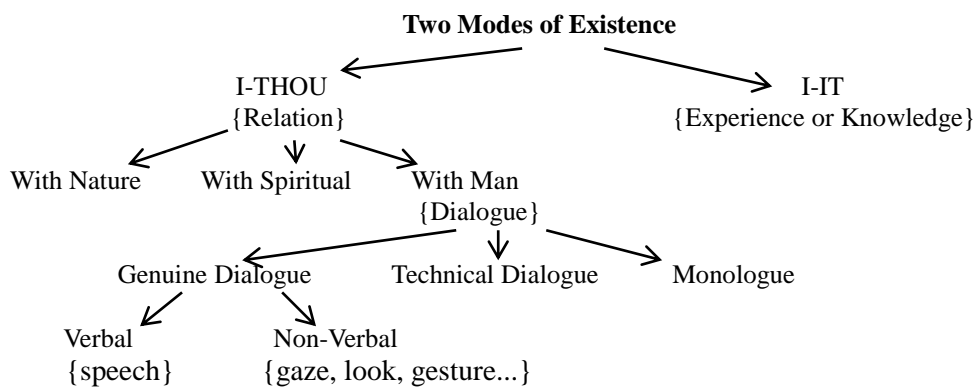 Two Modes of Existence
I-THOU I-IT
{Relation} {Experience or Knowledge}
With Nature With Spiritual With Man
{Dialogue}
Genuine Dialogue Technical Dialogue Monologue
Verbal Non-Verbal
{speech} {gaze, look, gesture...}